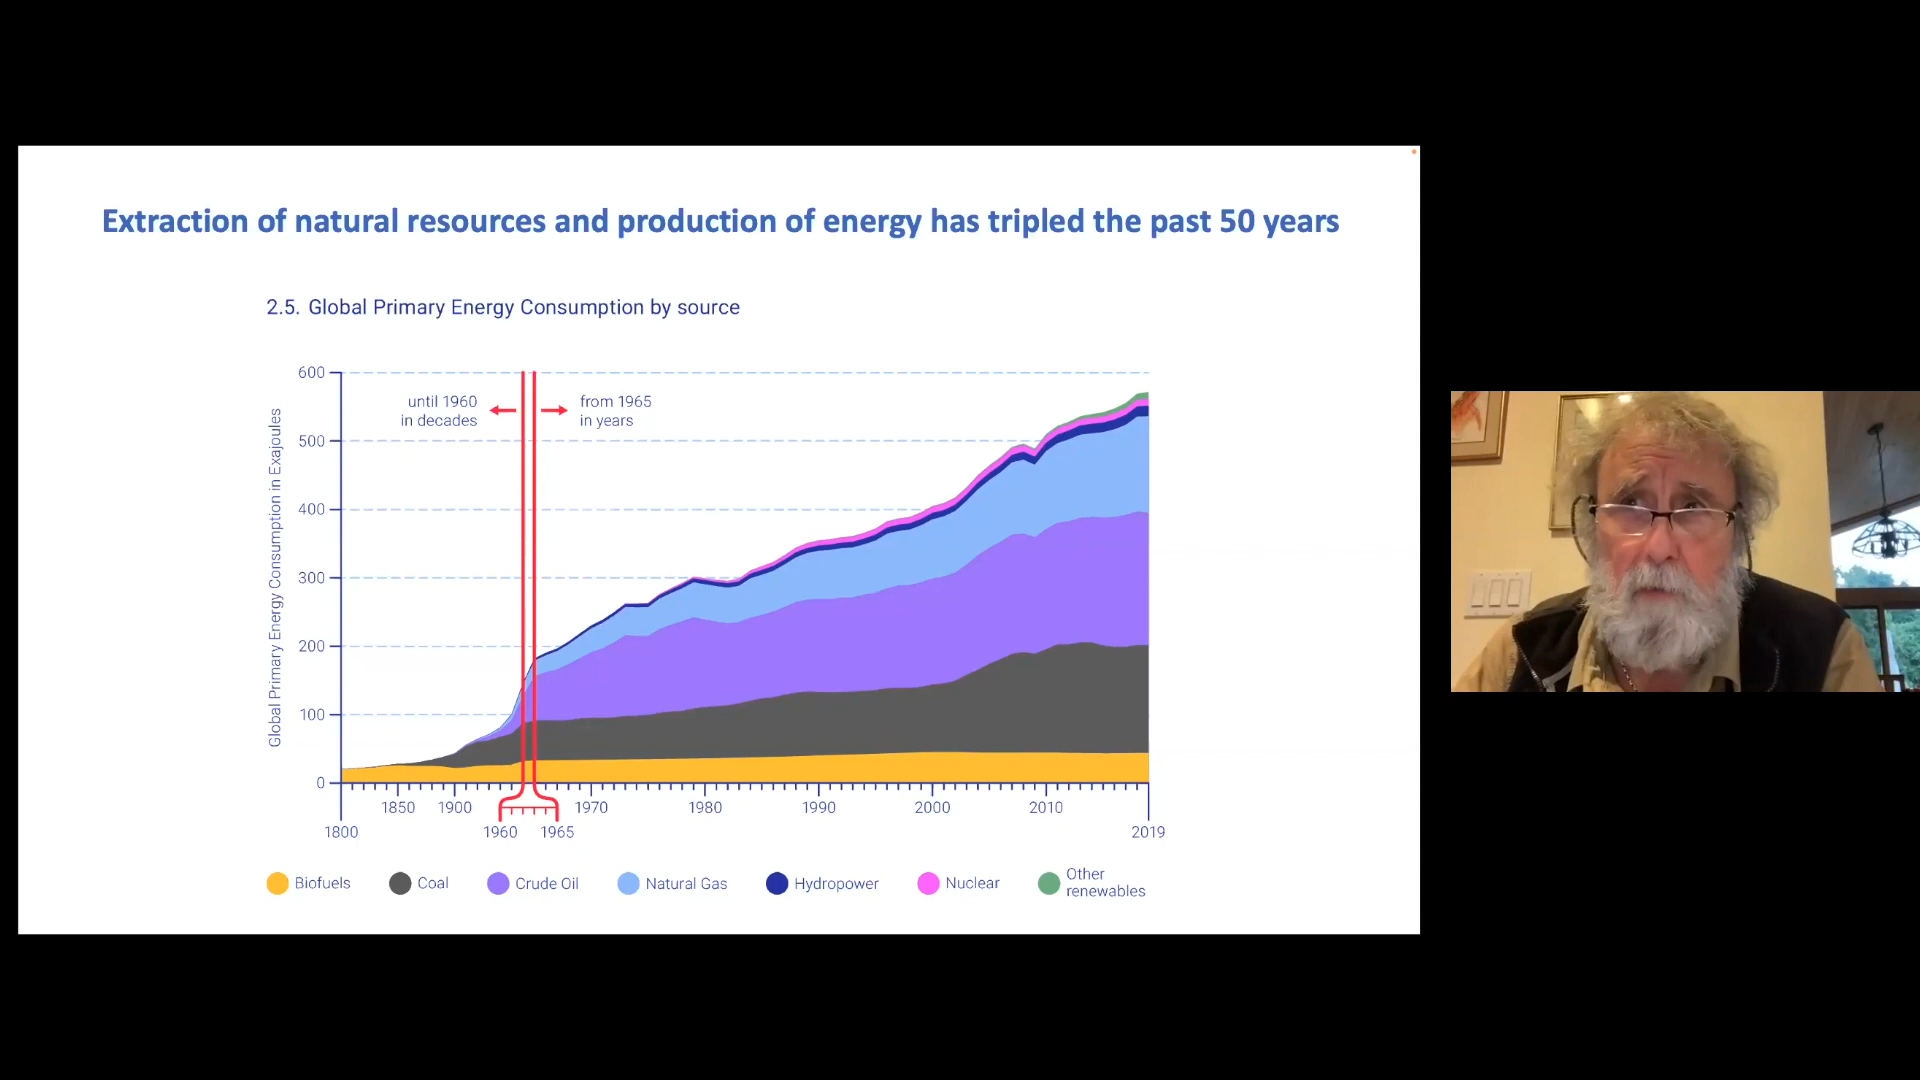 Extraction of natural resources and production of energy has tripled the past 50 years
2.5. Global Primary Energy Consumption by source
Global Primary Energy Consumption in Exajoules
600
500
400
300
200
100
0
until 1960
in decades
from 1965
in years
1850 1900 1970 1980 1990 2000 2010
1800 1960 1965 2019
Biofuels Coal Crude Oil Natural Gas Hydropower Nuclear Other
renewables